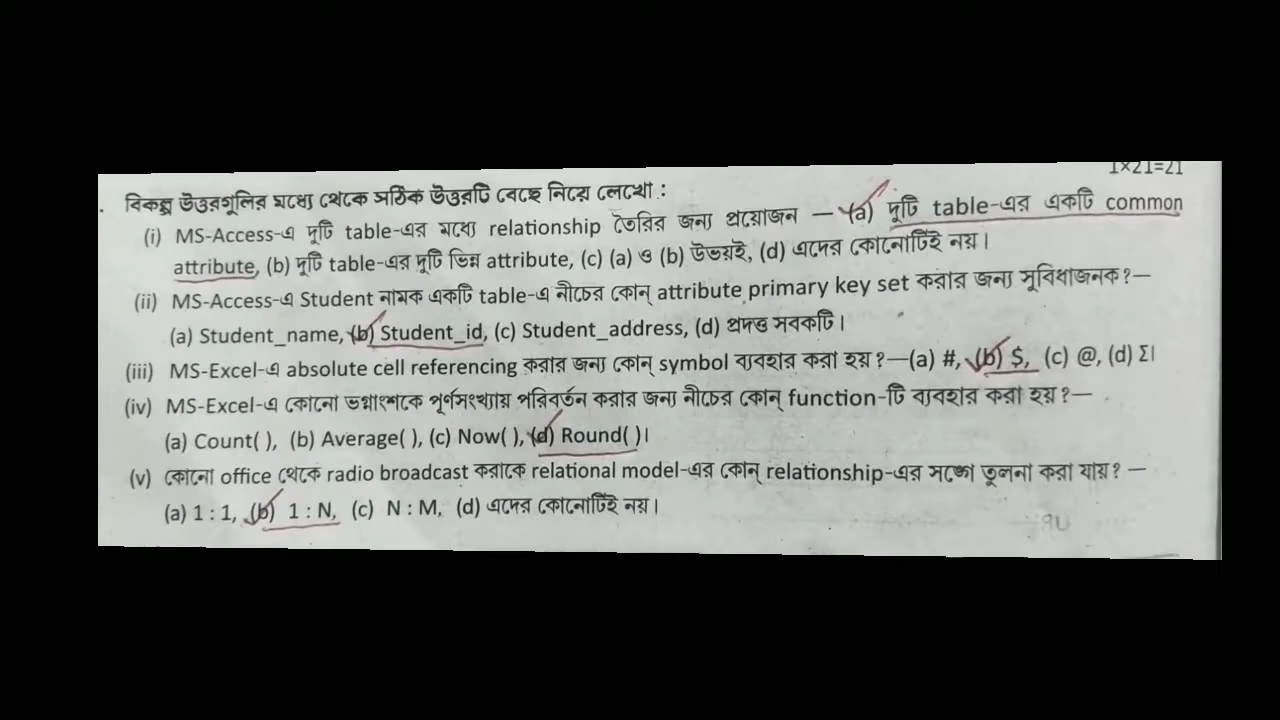 1×21=21
. বিকল্প উত্তরগুলির মধ্যে থেকে সঠিক উত্তরটি বেছে নিয়ে লেখো :
(i) MS-Access-এ দুটি table-এর মধ্যে relationship তৈরির জন্য প্রয়োজন — (a) দুটি table-এর একটি common
attribute, (b) দুটি table-এর দুটি ভিন্ন attribute, (c) (a) ও (b) উভয়ই, (d) এদের কোনোটিই নয়।
(ii) MS-Access-এ Student নামক একটি table-এ নীচের কোন্ attribute primary key set করার জন্য সুবিধাজনক?—
(a) Student_name, (b) Student_id, (c) Student_address, (d) প্রদত্ত সবকটি।
(iii) MS-Excel-এ absolute cell referencing করার জন্য কোন্ symbol ব্যবহার করা হয়?—(a) #, (b) $, (c) @, (d) Σ।
(iv) MS-Excel-এ কোনো ভগ্নাংশকে পূর্ণসংখ্যায় পরিবর্তন করার জন্য নীচের কোন্ function-টি ব্যবহার করা হয়?—
(a) Count( ), (b) Average( ), (c) Now( ), (d) Round( )।
(v) কোনো office থেকে radio broadcast করাকে relational model-এর কোন্ relationship-এর সঙ্গে তুলনা করা যায়? —
(a) 1 : 1, (b) 1 : N, (c) N : M, (d) এদের কোনোটিই নয়।